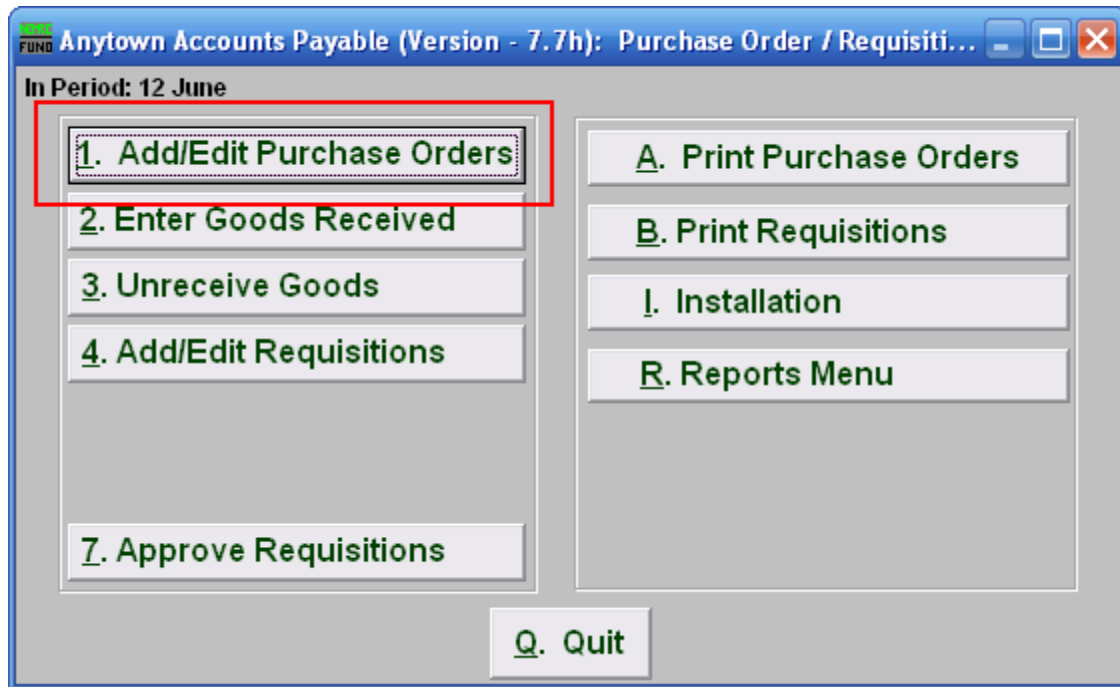 FUND Anytown Accounts Payable (Version - 7.7h): Purchase Order / Requisiti...
In Period: 12 June
1. Add/Edit Purchase Orders
2. Enter Goods Received
3. Unreceive Goods
4. Add/Edit Requisitions
7. Approve Requisitions
A. Print Purchase Orders
B. Print Requisitions
I. Installation
R. Reports Menu
Q. Quit